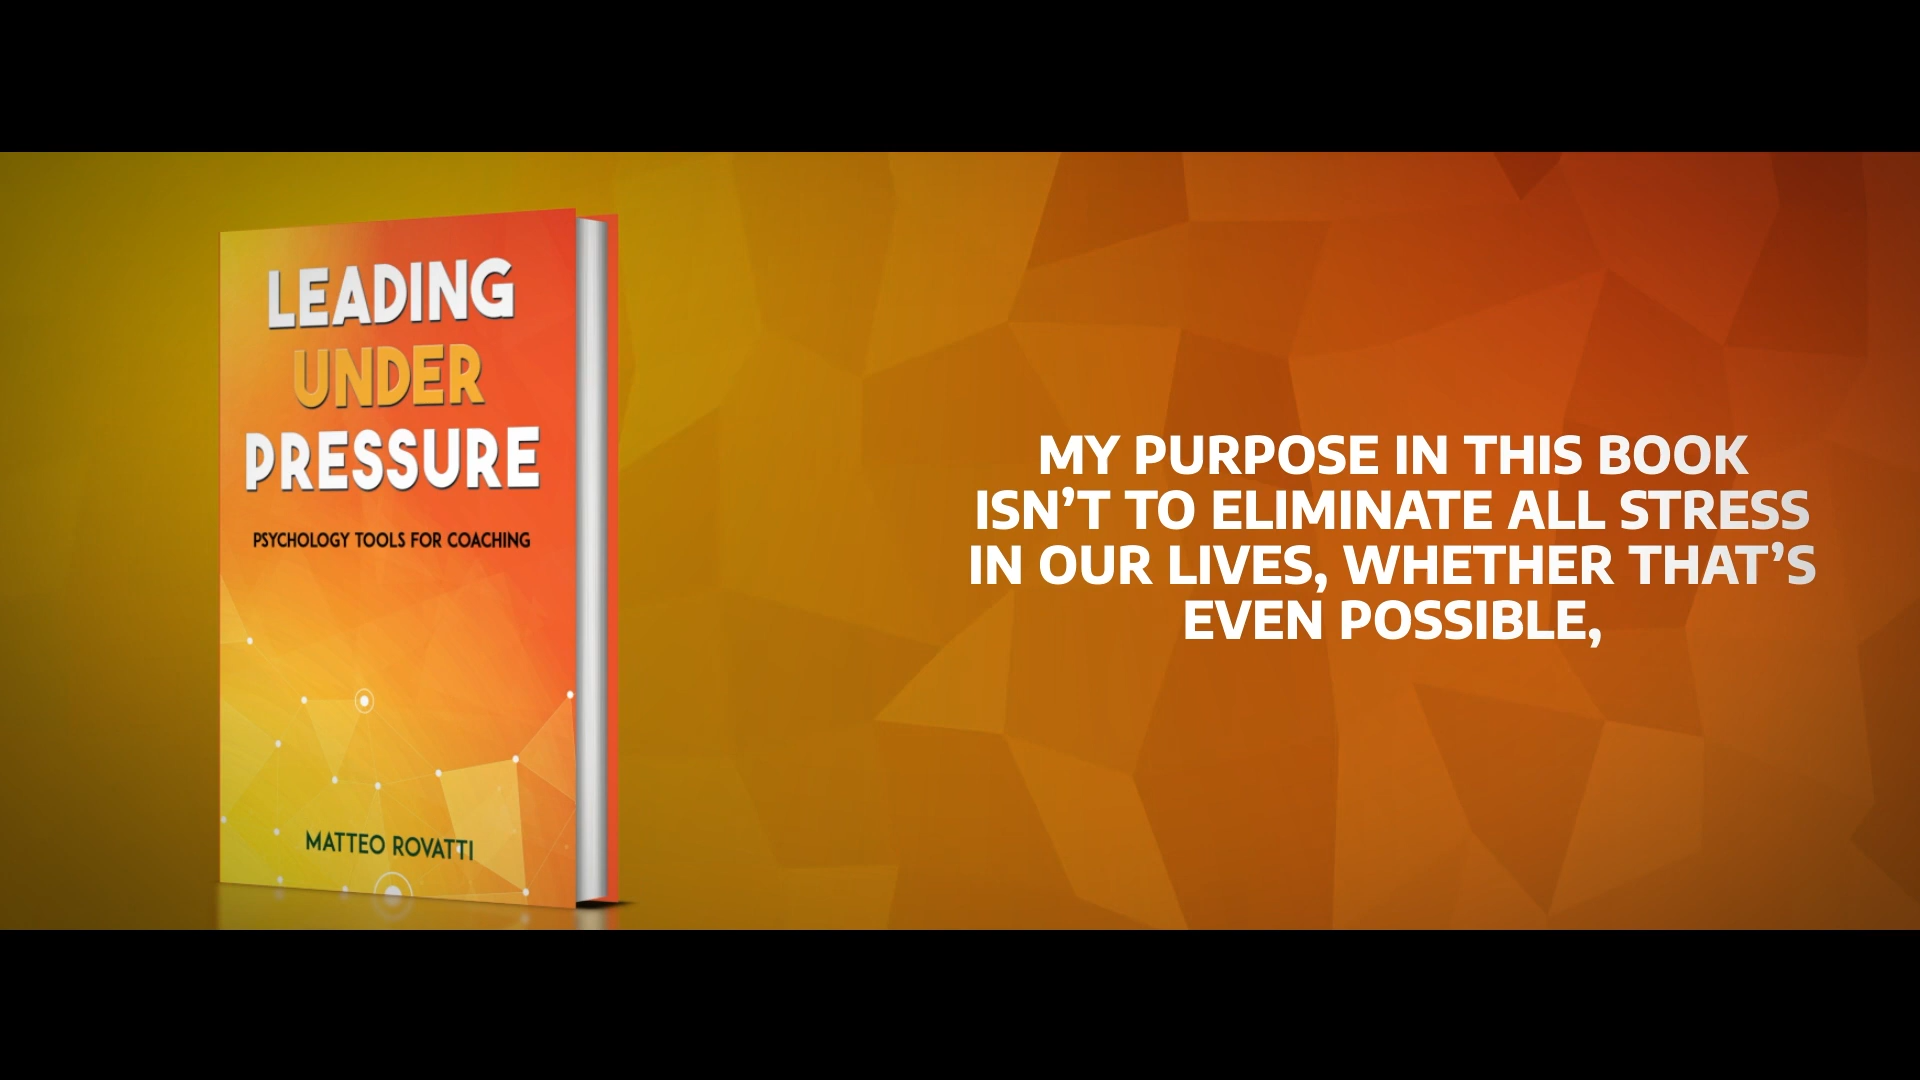 LEADING
UNDER
PRESSURE
PSYCHOLOGY TOOLS FOR COACHING
MATTEO ROVATTI
MY PURPOSE IN THIS BOOK
ISN’T TO ELIMINATE ALL STRESS
IN OUR LIVES, WHETHER THAT’S
EVEN POSSIBLE,